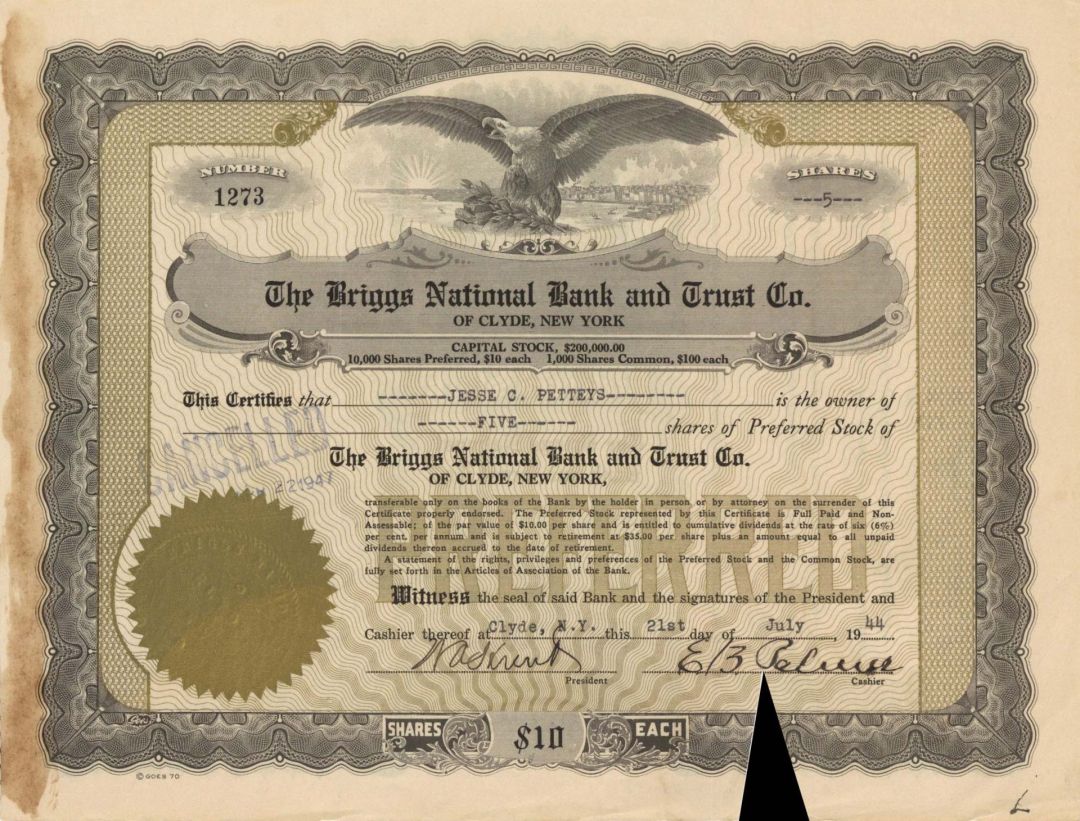 NUMBER
1273
SHARES
---5---
The Briggs National Bank and Trust Co.
OF CLYDE, NEW YORK
CAPITAL STOCK, $200,000.00
10,000 Shares Preferred, $10 each 1,000 Shares Common, $100 each
This Certifies that -------JESSE C. PETTEYS-------- is the owner of
------FIVE------ shares of Preferred Stock of
CANCELLED
The Briggs National Bank and Trust Co.
OF CLYDE, NEW YORK,
2 1947
PREFERRED
transferable only on the books of the Bank by the holder in person or by attorney on the surrender of this
Certificate properly endorsed. The Preferred Stock represented by this Certificate is Full Paid and Non-
Assessable; of the par value of $10.00 per share and is entitled to cumulative dividends at the rate of six (6%)
per cent. per annum and is subject to retirement at $35.00 per share plus an amount equal to all unpaid
dividends thereon accrued to the date of retirement.
A statement of the rights, privileges and preferences of the Preferred Stock and the Common Stock, are
fully set forth in the Articles of Association of the Bank.
Witness the seal of said Bank and the signatures of the President and
Cashier thereof at Clyde, N.Y. this 21st day of July, 1944
E B
President
Cashier
SHARES $10 EACH
© GOES 70